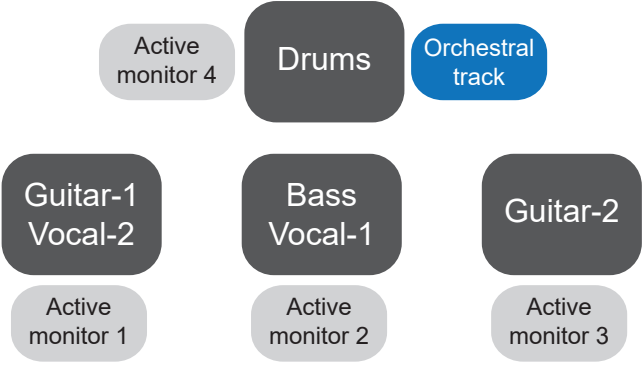 Active
monitor 4
Drums
Orchestral
track
Guitar-1
Vocal-2
Bass
Vocal-1
Guitar-2
Active
monitor 1
Active
monitor 2
Active
monitor 3